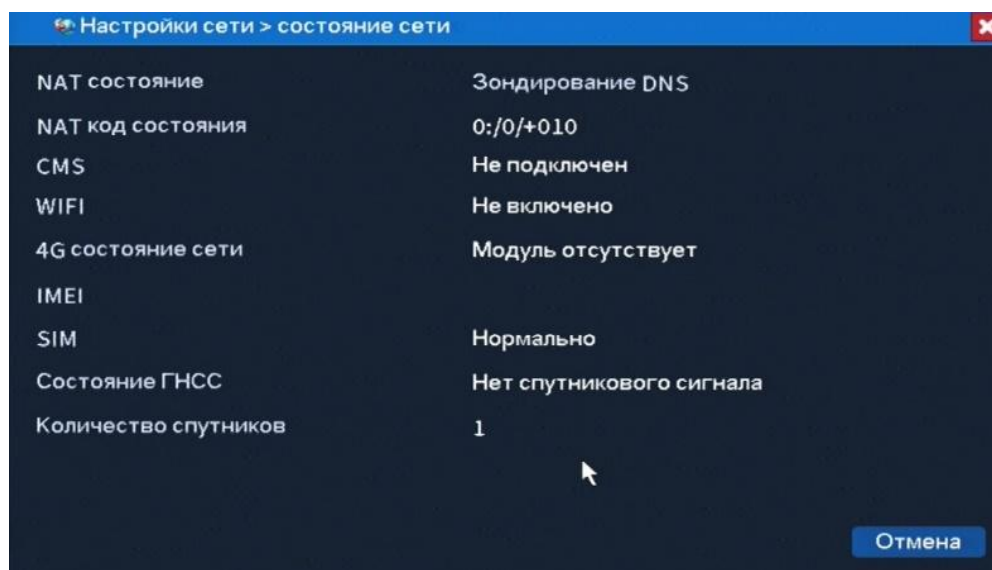 Настройки сети > состояние сети
NAT состояние Зондирование DNS
NAT код состояния 0:/0/+010
CMS Не подключен
WIFI Не включено
4G состояние сети Модуль отсутствует
IMEI
SIM Нормально
Состояние ГНСС Нет спутникового сигнала
Количество спутников 1
Отмена